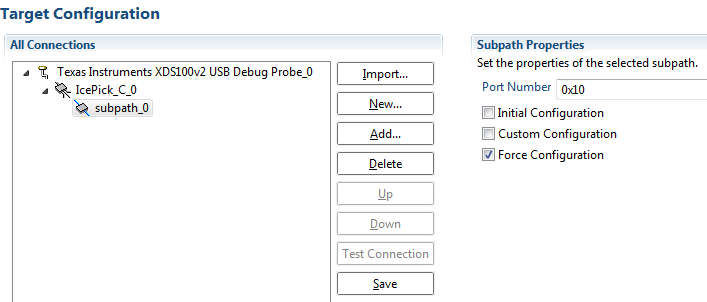 Target Configuration
All Connections
Texas Instruments XDS100v2 USB Debug Probe_0
IcePick_C_0
subpath_0
Import...
New...
Add...
Delete
Up
Down
Test Connection
Save
Subpath Properties
Set the properties of the selected subpath.
Port Number 0x10
Initial Configuration
Custom Configuration
Force Configuration